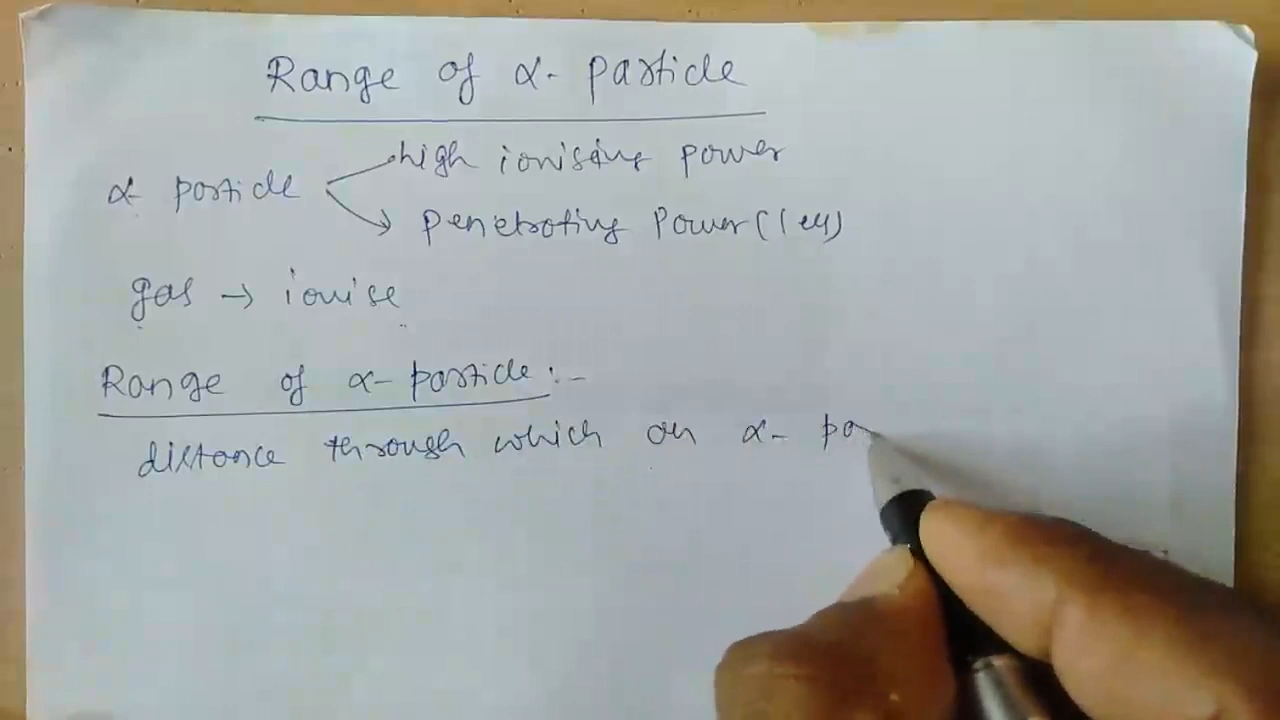 Range of α- particle
α- particle
high ionising power
Penetrating Power (less)
gas → ionise
Range of α- particle :-
distance through which an α- pa